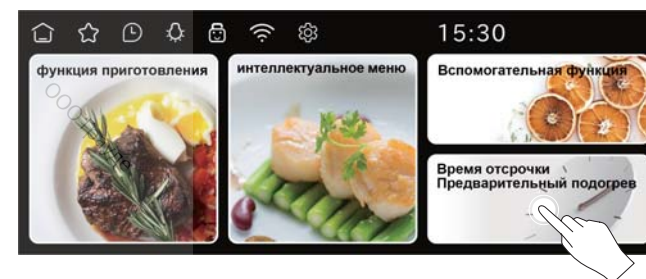 15:30
функция приготовления
интеллектуальное меню
Вспомогательная функция
Время отсрочки
Предварительный подогрев